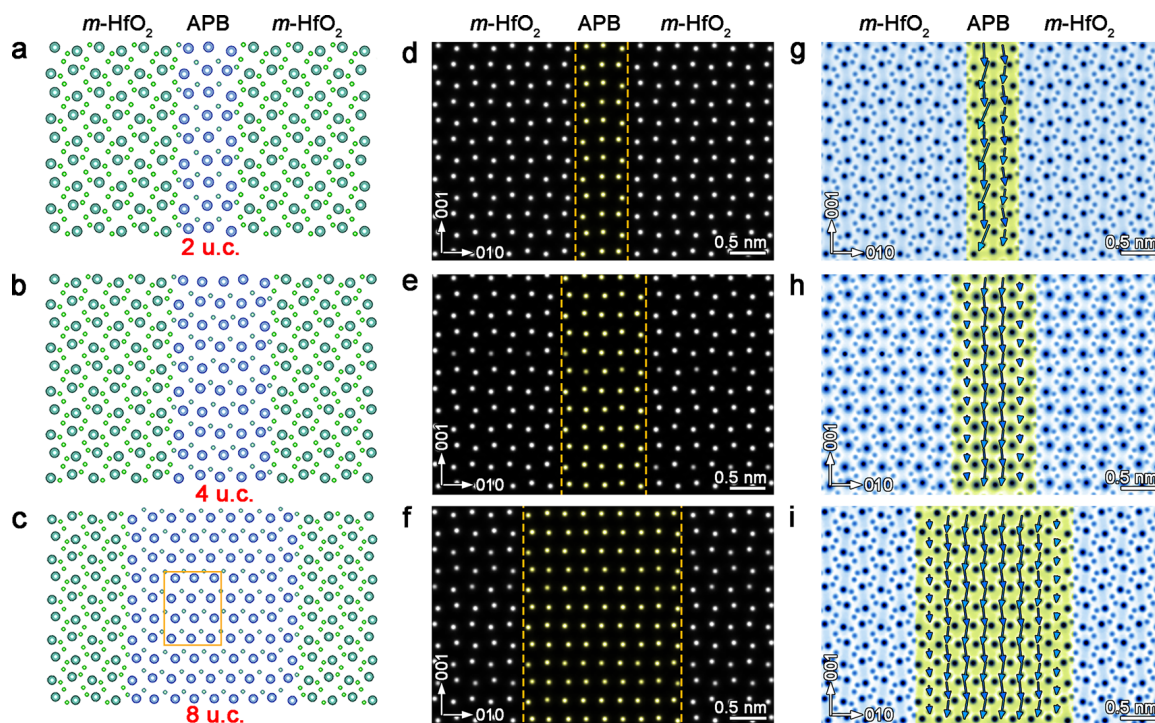 m-HfO2 APB m-HfO2
m-HfO2 APB m-HfO2
m-HfO2 APB m-HfO2
a
2 u.c.
d
001
010
0.5 nm
g
001
010
0.5 nm
b
4 u.c.
e
001
010
0.5 nm
h
001
010
0.5 nm
c
8 u.c.
f
001
010
0.5 nm
i
001
010
0.5 nm